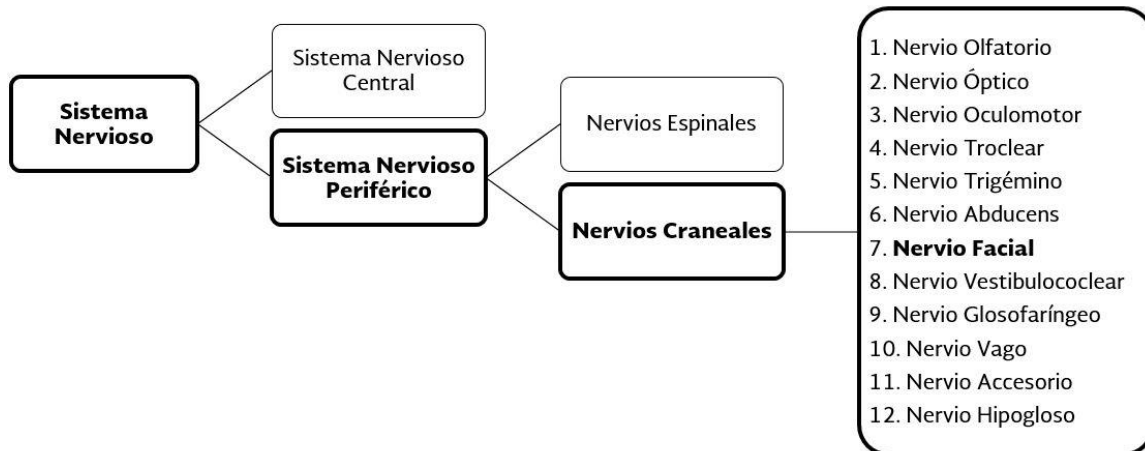 Sistema
Nervioso
Sistema Nervioso
Central
Sistema Nervioso
Periférico
Nervios Espinales
Nervios Craneales
1. Nervio Olfatorio
2. Nervio Óptico
3. Nervio Oculomotor
4. Nervio Troclear
5. Nervio Trigémino
6. Nervio Abducens
7. Nervio Facial
8. Nervio Vestibulococlear
9. Nervio Glosofaríngeo
10. Nervio Vago
11. Nervio Accesorio
12. Nervio Hipogloso